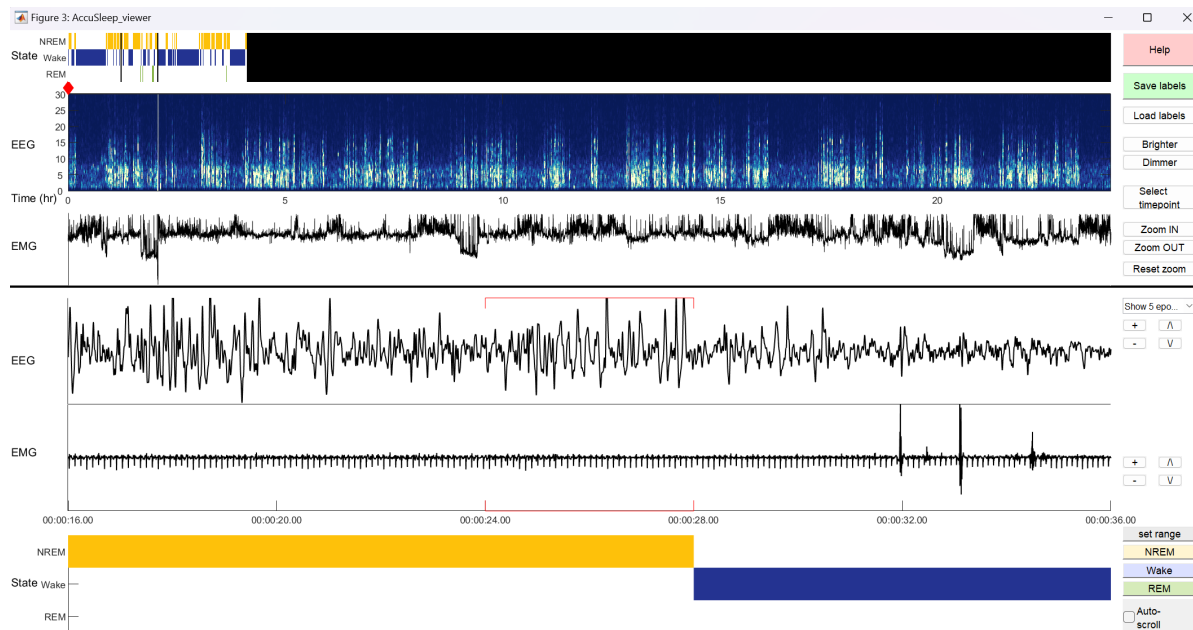 Figure 3: AccuSleep_viewer
NREM
State Wake
REM
Help
Save labels
Load labels
Brighter
Dimmer
Select timepoint
Zoom IN
Zoom OUT
Reset zoom
30
25
20
15
10
5
0
EEG
Time (hr) 0 5 10 15 20
EMG
Show 5 epo...
+ /\
- \/
EEG
EMG
+ /\
- \/
00:00:16.00 00:00:20.00 00:00:24.00 00:00:28.00 00:00:32.00 00:00:36.00
NREM
State Wake
REM
set range
NREM
Wake
REM
Auto-scroll